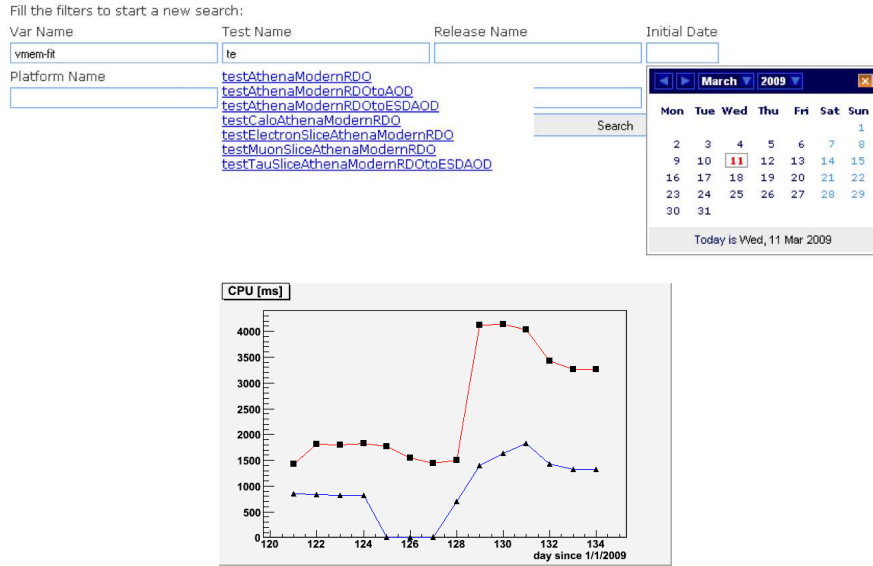 Fill the filters to start a new search:
Var Name Test Name Release Name Initial Date
vmem-fit te
Platform Name
testAthenaModernRDO
testAthenaModernRDOtoAOD
testAthenaModernRDOtoESDAOD
testCaloAthenaModernRDO
testElectronSliceAthenaModernRDO
testMuonSliceAthenaModernRDO
testTauSliceAthenaModernRDOtoESDAOD
Search
March 2009
Mon Tue Wed Thu Fri Sat Sun
1
2 3 4 5 6 7 8
9 10 11 12 13 14 15
16 17 18 19 20 21 22
23 24 25 26 27 28 29
30 31
Today is Wed, 11 Mar 2009
CPU [ms]
4000
3500
3000
2500
2000
1500
1000
500
0
120 122 124 126 128 130 132 134
day since 1/1/2009